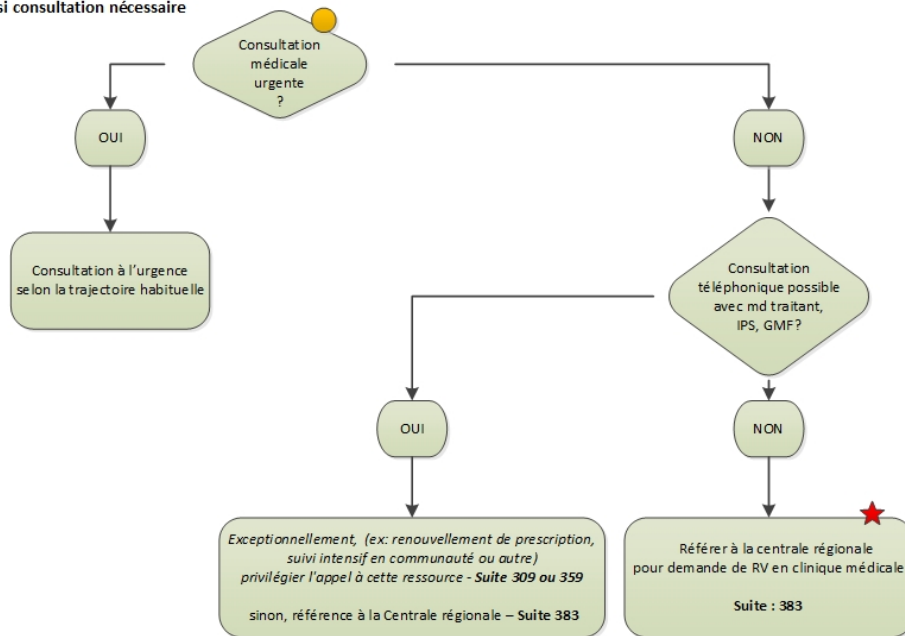 si consultation nécessaire
Consultation
médicale
urgente
?
OUI
NON
Consultation à l'urgence
selon la trajectoire habituelle
Consultation
téléphonique possible
avec md traitant,
IPS, GMF?
OUI
NON
Exceptionnellement, (ex: renouvellement de prescription,
suivi intensif en communauté ou autre)
privilégier l'appel à cette ressource - Suite 309 ou 359
sinon, référence à la Centrale régionale – Suite 383
Référer à la centrale régionale
pour demande de RV en clinique médicale
Suite : 383